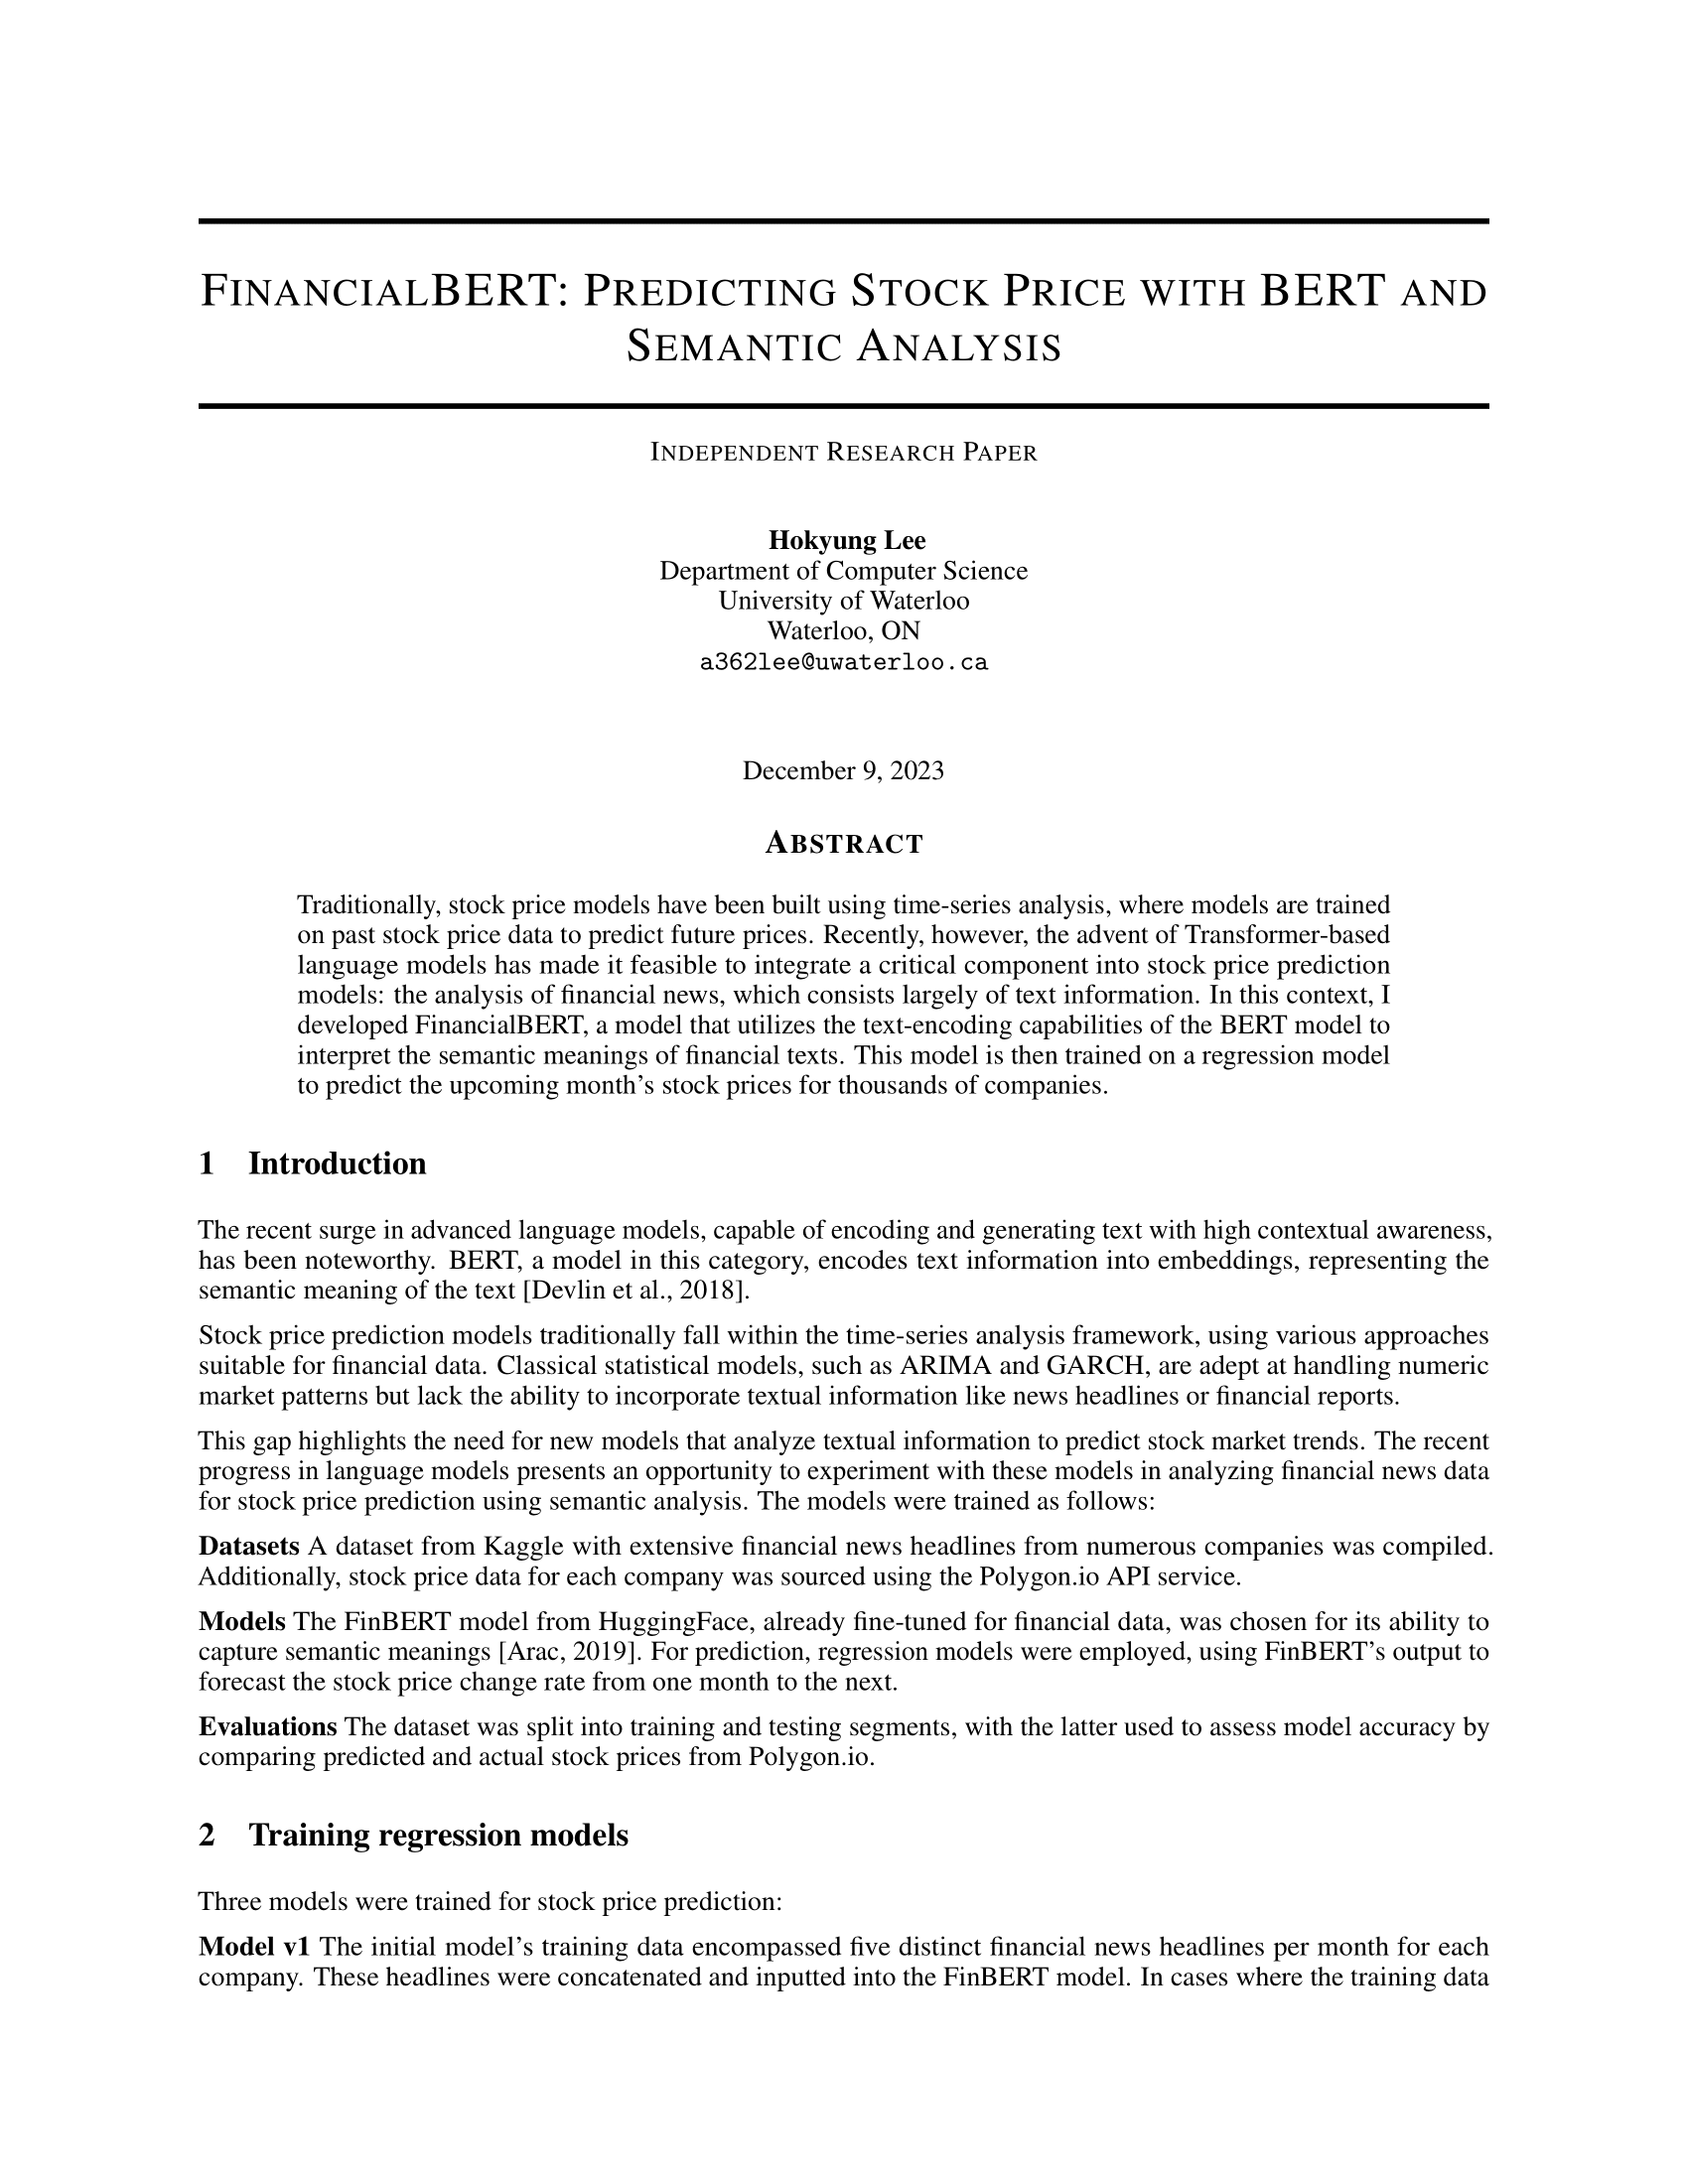 FINANCIALBERT: PREDICTING STOCK PRICE WITH BERT AND
SEMANTIC ANALYSIS
INDEPENDENT RESEARCH PAPER
Hokyung Lee
Department of Computer Science
University of Waterloo
Waterloo, ON
a362lee@uwaterloo.ca
December 9, 2023
ABSTRACT
Traditionally, stock price models have been built using time-series analysis, where models are trained
on past stock price data to predict future prices. Recently, however, the advent of Transformer-based
language models has made it feasible to integrate a critical component into stock price prediction
models: the analysis of financial news, which consists largely of text information. In this context, I
developed FinancialBERT, a model that utilizes the text-encoding capabilities of the BERT model to
interpret the semantic meanings of financial texts. This model is then trained on a regression model
to predict the upcoming month's stock prices for thousands of companies.
1 Introduction
The recent surge in advanced language models, capable of encoding and generating text with high contextual awareness,
has been noteworthy. BERT, a model in this category, encodes text information into embeddings, representing the
semantic meaning of the text [Devlin et al., 2018].
Stock price prediction models traditionally fall within the time-series analysis framework, using various approaches
suitable for financial data. Classical statistical models, such as ARIMA and GARCH, are adept at handling numeric
market patterns but lack the ability to incorporate textual information like news headlines or financial reports.
This gap highlights the need for new models that analyze textual information to predict stock market trends. The recent
progress in language models presents an opportunity to experiment with these models in analyzing financial news data
for stock price prediction using semantic analysis. The models were trained as follows:
Datasets A dataset from Kaggle with extensive financial news headlines from numerous companies was compiled.
Additionally, stock price data for each company was sourced using the Polygon.io API service.
Models The FinBERT model from HuggingFace, already fine-tuned for financial data, was chosen for its ability to
capture semantic meanings [Arac, 2019]. For prediction, regression models were employed, using FinBERT's output to
forecast the stock price change rate from one month to the next.
Evaluations The dataset was split into training and testing segments, with the latter used to assess model accuracy by
comparing predicted and actual stock prices from Polygon.io.
2 Training regression models
Three models were trained for stock price prediction:
Model v1 The initial model's training data encompassed five distinct financial news headlines per month for each
company. These headlines were concatenated and inputted into the FinBERT model. In cases where the training data